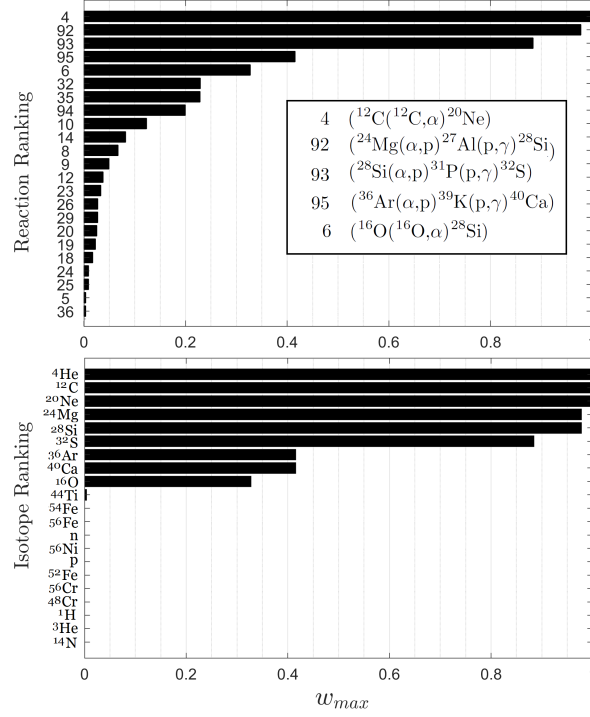 Reaction Ranking
4
92
93
95
6
32
35
94
10
14
8
9
12
23
26
29
20
19
18
24
25
5
36
4 (¹²C(¹²C,α)²⁰Ne)
92 (²⁴Mg(α,p)²⁷Al(p,γ)²⁸Si)
93 (²⁸Si(α,p)³¹P(p,γ)³²S)
95 (³⁶Ar(α,p)³⁹K(p,γ)⁴⁰Ca)
6 (¹⁶O(¹⁶O,α)²⁸Si)
0 0.2 0.4 0.6 0.8
Isotope Ranking
⁴He
¹²C
²⁰Ne
²⁴Mg
²⁸Si
³²S
³⁶Ar
⁴⁰Ca
¹⁶O
⁴⁴Ti
⁵⁴Fe
⁵⁶Fe
n
⁵⁶Ni
p
⁵²Fe
⁵⁶Cr
⁴⁸Cr
¹H
³He
¹⁴N
0 0.2 0.4 0.6 0.8
w_max